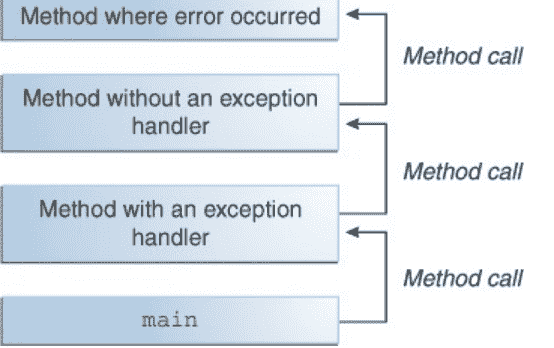 Method where error occurred
Method call
Method without an exception
handler
Method call
Method with an exception
handler
Method call
main